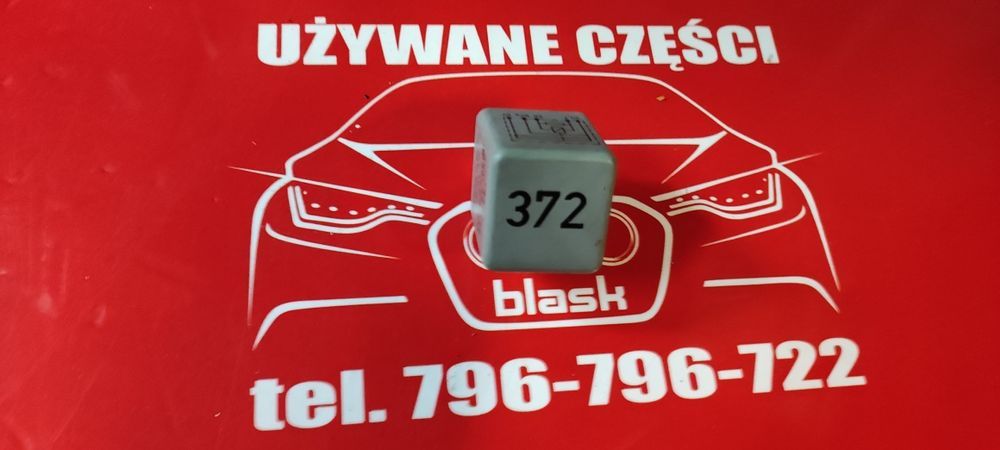 UŻYWANE CZĘŚCI
372
blask
tel. 796-796-722